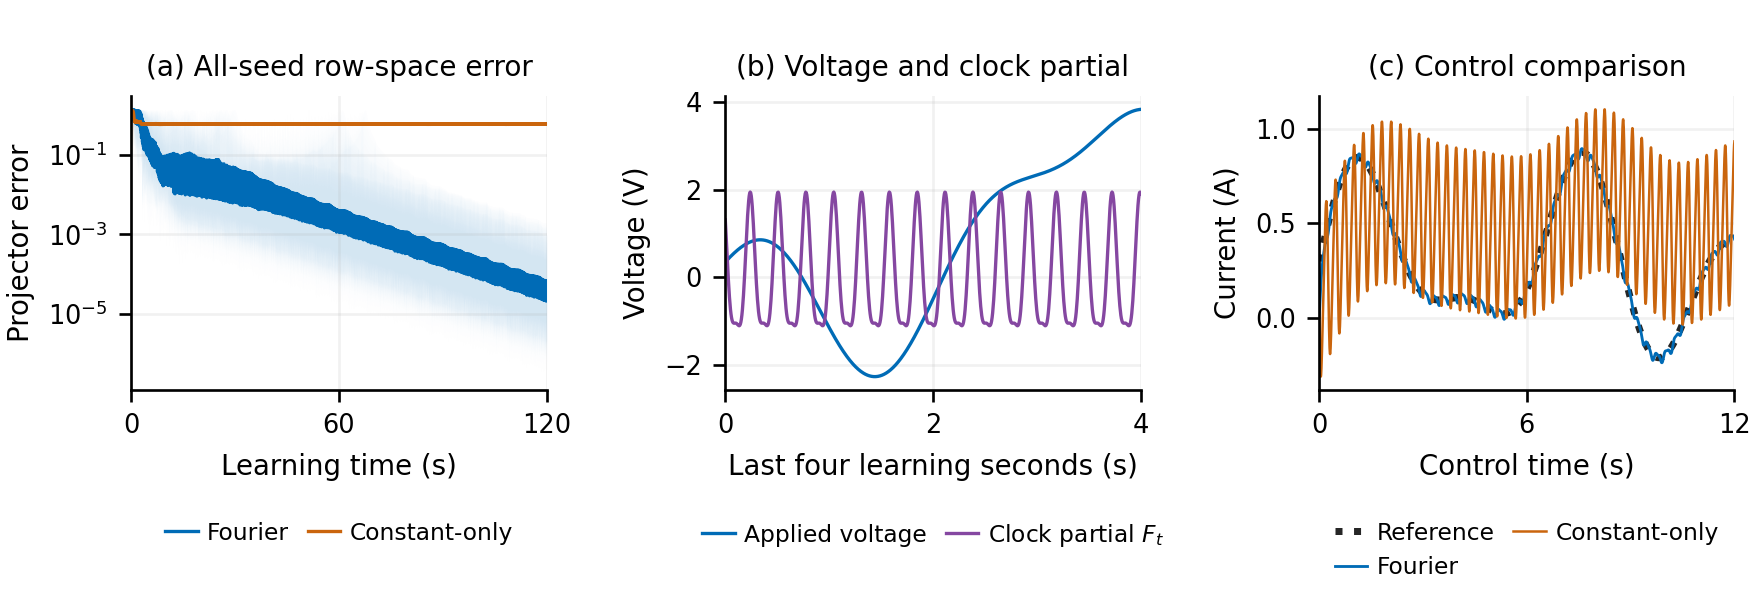 (a) All-seed row-space error
Projector error
10⁻¹
10⁻³
10⁻⁵
0 60 120
Learning time (s)
Fourier Constant-only
(b) Voltage and clock partial
Voltage (V)
4
2
0
−2
0 2 4
Last four learning seconds (s)
Applied voltage Clock partial Fₜ
(c) Control comparison
Current (A)
1.0
0.5
0.0
0 6 12
Control time (s)
Reference Constant-only
Fourier